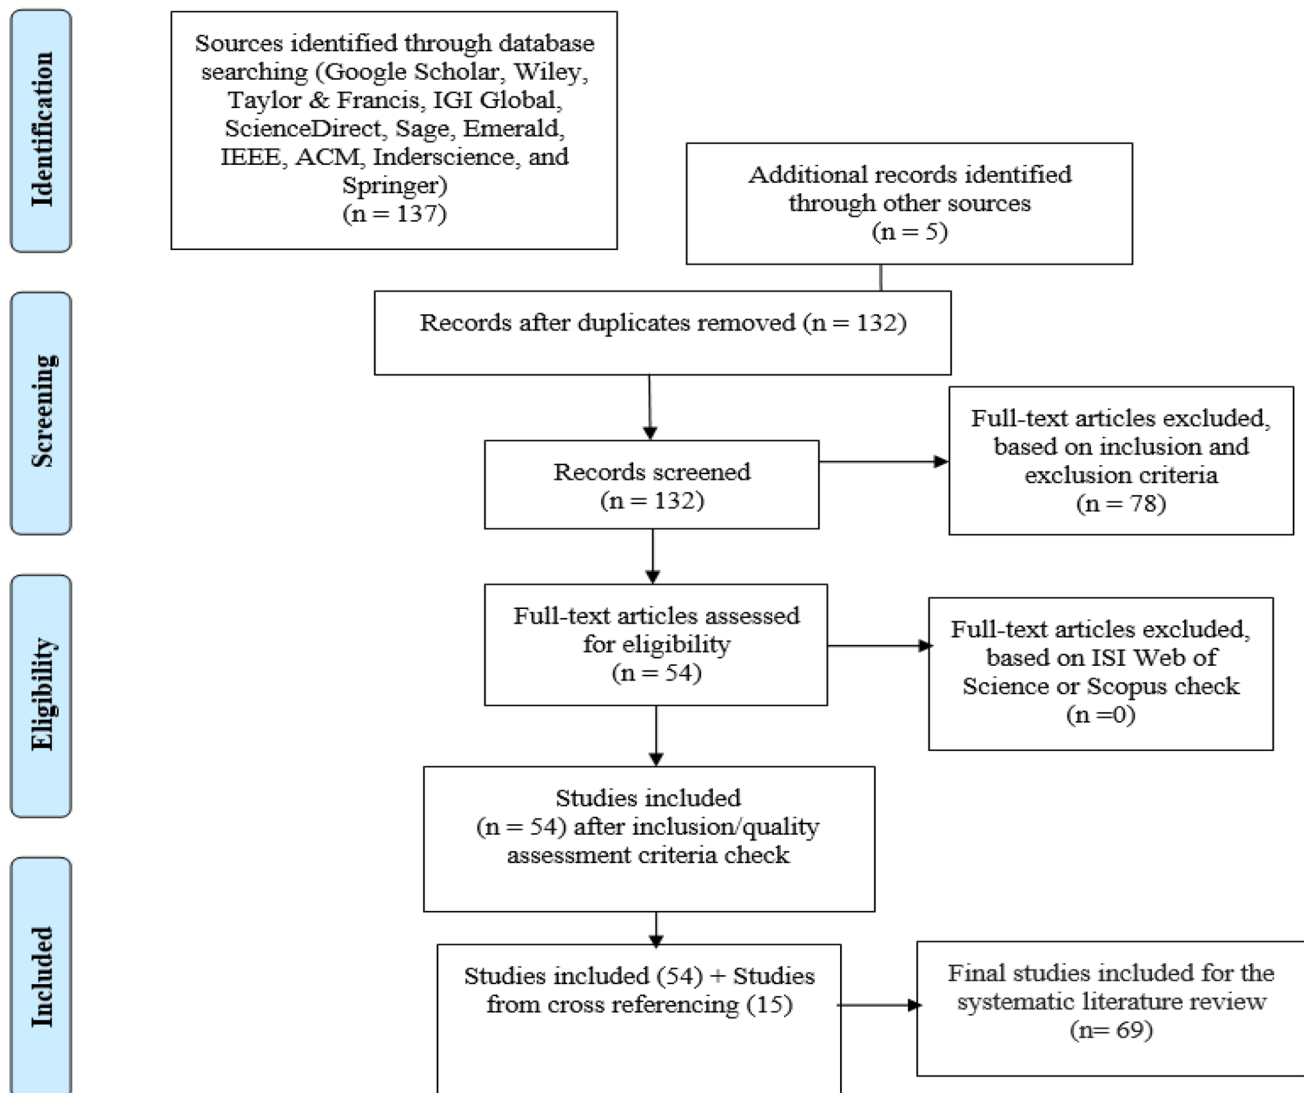 Identification
Sources identified through database
searching (Google Scholar, Wiley,
Taylor & Francis, IGI Global,
ScienceDirect, Sage, Emerald,
IEEE, ACM, Inderscience, and
Springer)
(n = 137)
Additional records identified
through other sources
(n = 5)
Screening
Records after duplicates removed (n = 132)
Records screened
(n = 132)
Full-text articles excluded,
based on inclusion and
exclusion criteria
(n = 78)
Eligibility
Full-text articles assessed
for eligibility
(n = 54)
Full-text articles excluded,
based on ISI Web of
Science or Scopus check
(n =0)
Studies included
(n = 54) after inclusion/quality
assessment criteria check
Included
Studies included (54) + Studies
from cross referencing (15)
Final studies included for the
systematic literature review
(n= 69)